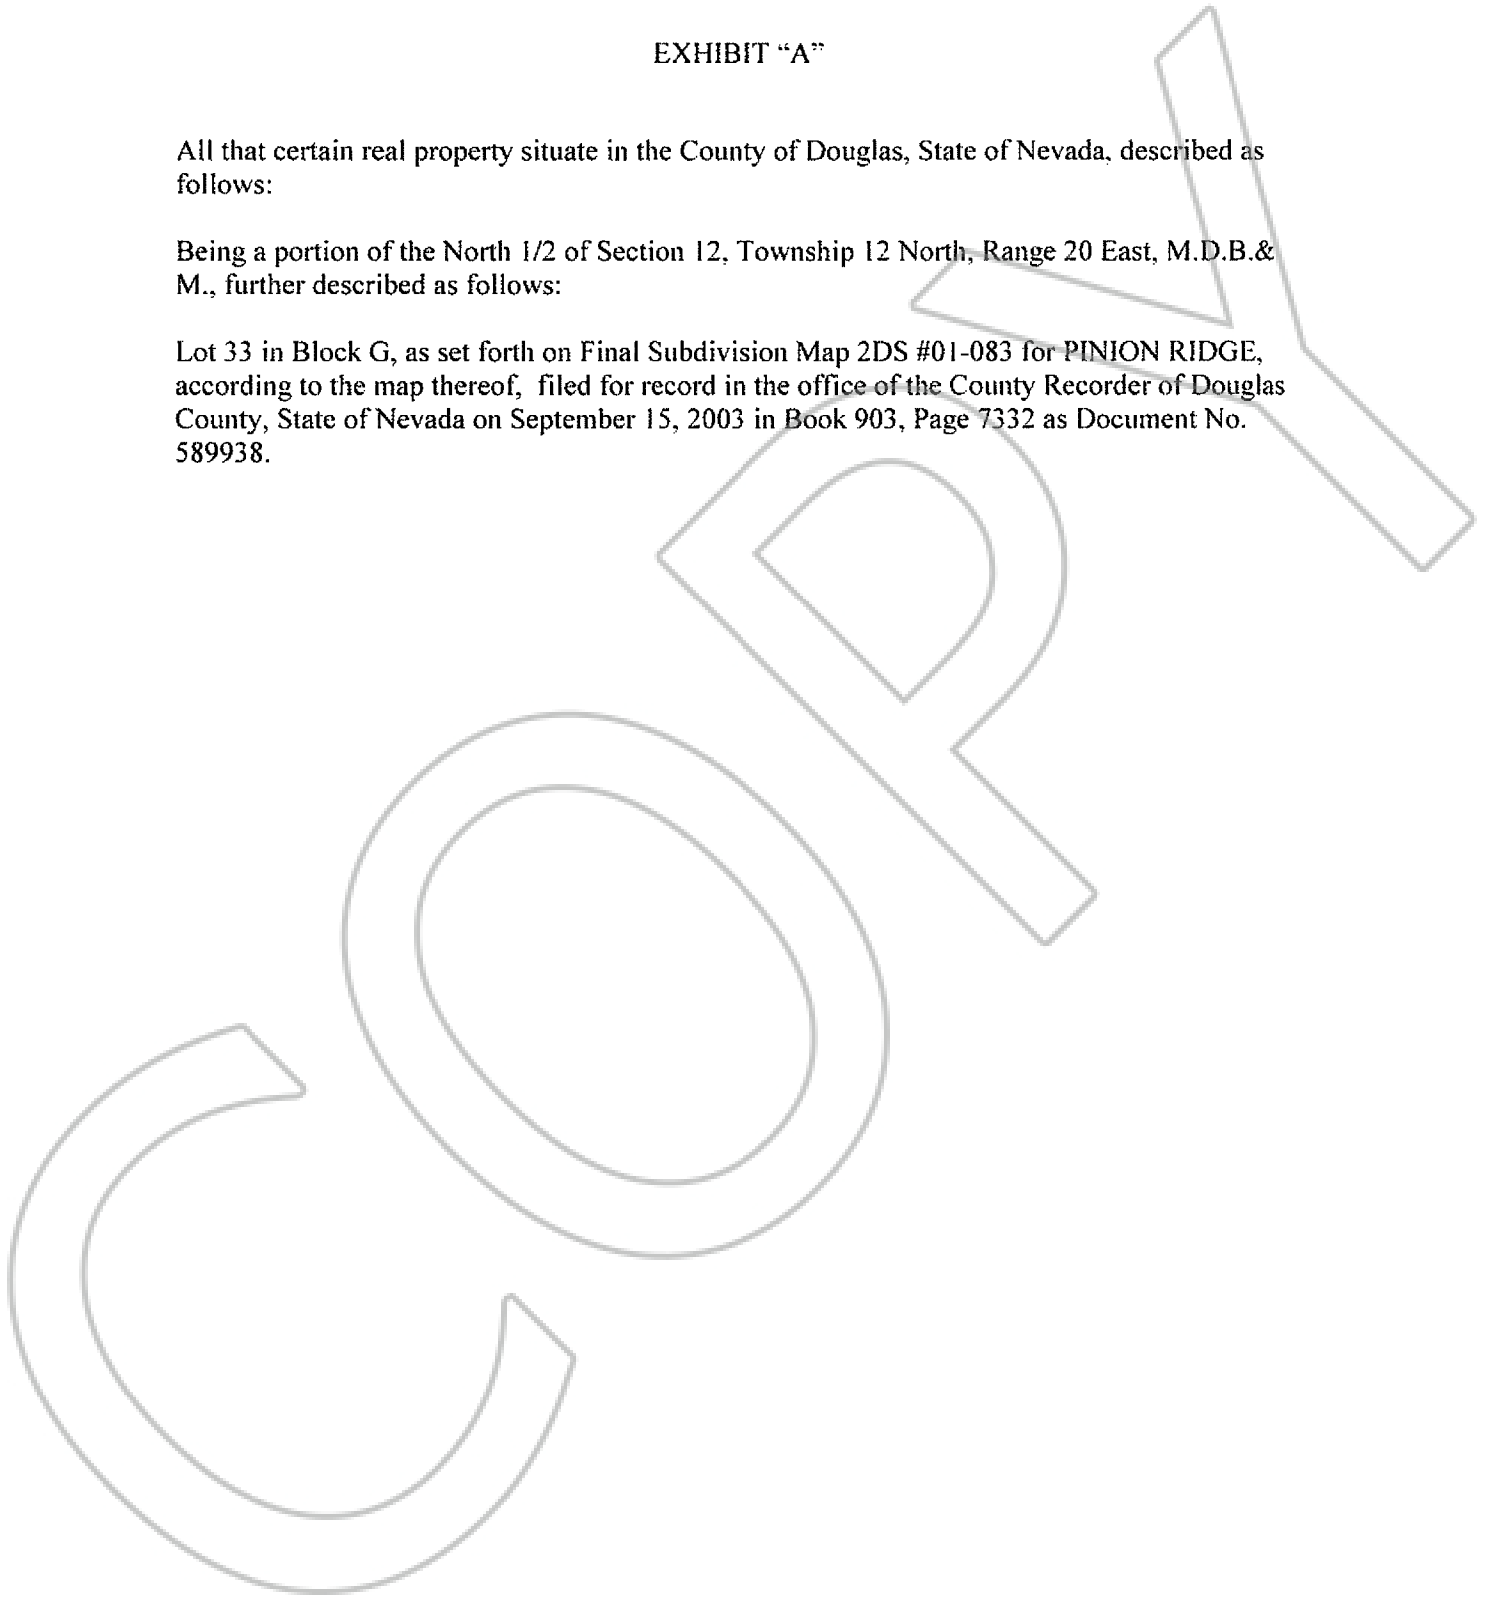 EXHIBIT “A”
All that certain real property situate in the County of Douglas, State of Nevada, described as
follows:
Being a portion of the North 1/2 of Section 12, Township 12 North, Range 20 East, M.D.B.&
M., further described as follows:
Lot 33 in Block G, as set forth on Final Subdivision Map 2DS #01-083 for PINION RIDGE,
according to the map thereof, filed for record in the office of the County Recorder of Douglas
County, State of Nevada on September 15, 2003 in Book 903, Page 7332 as Document No.
589938.
COPY